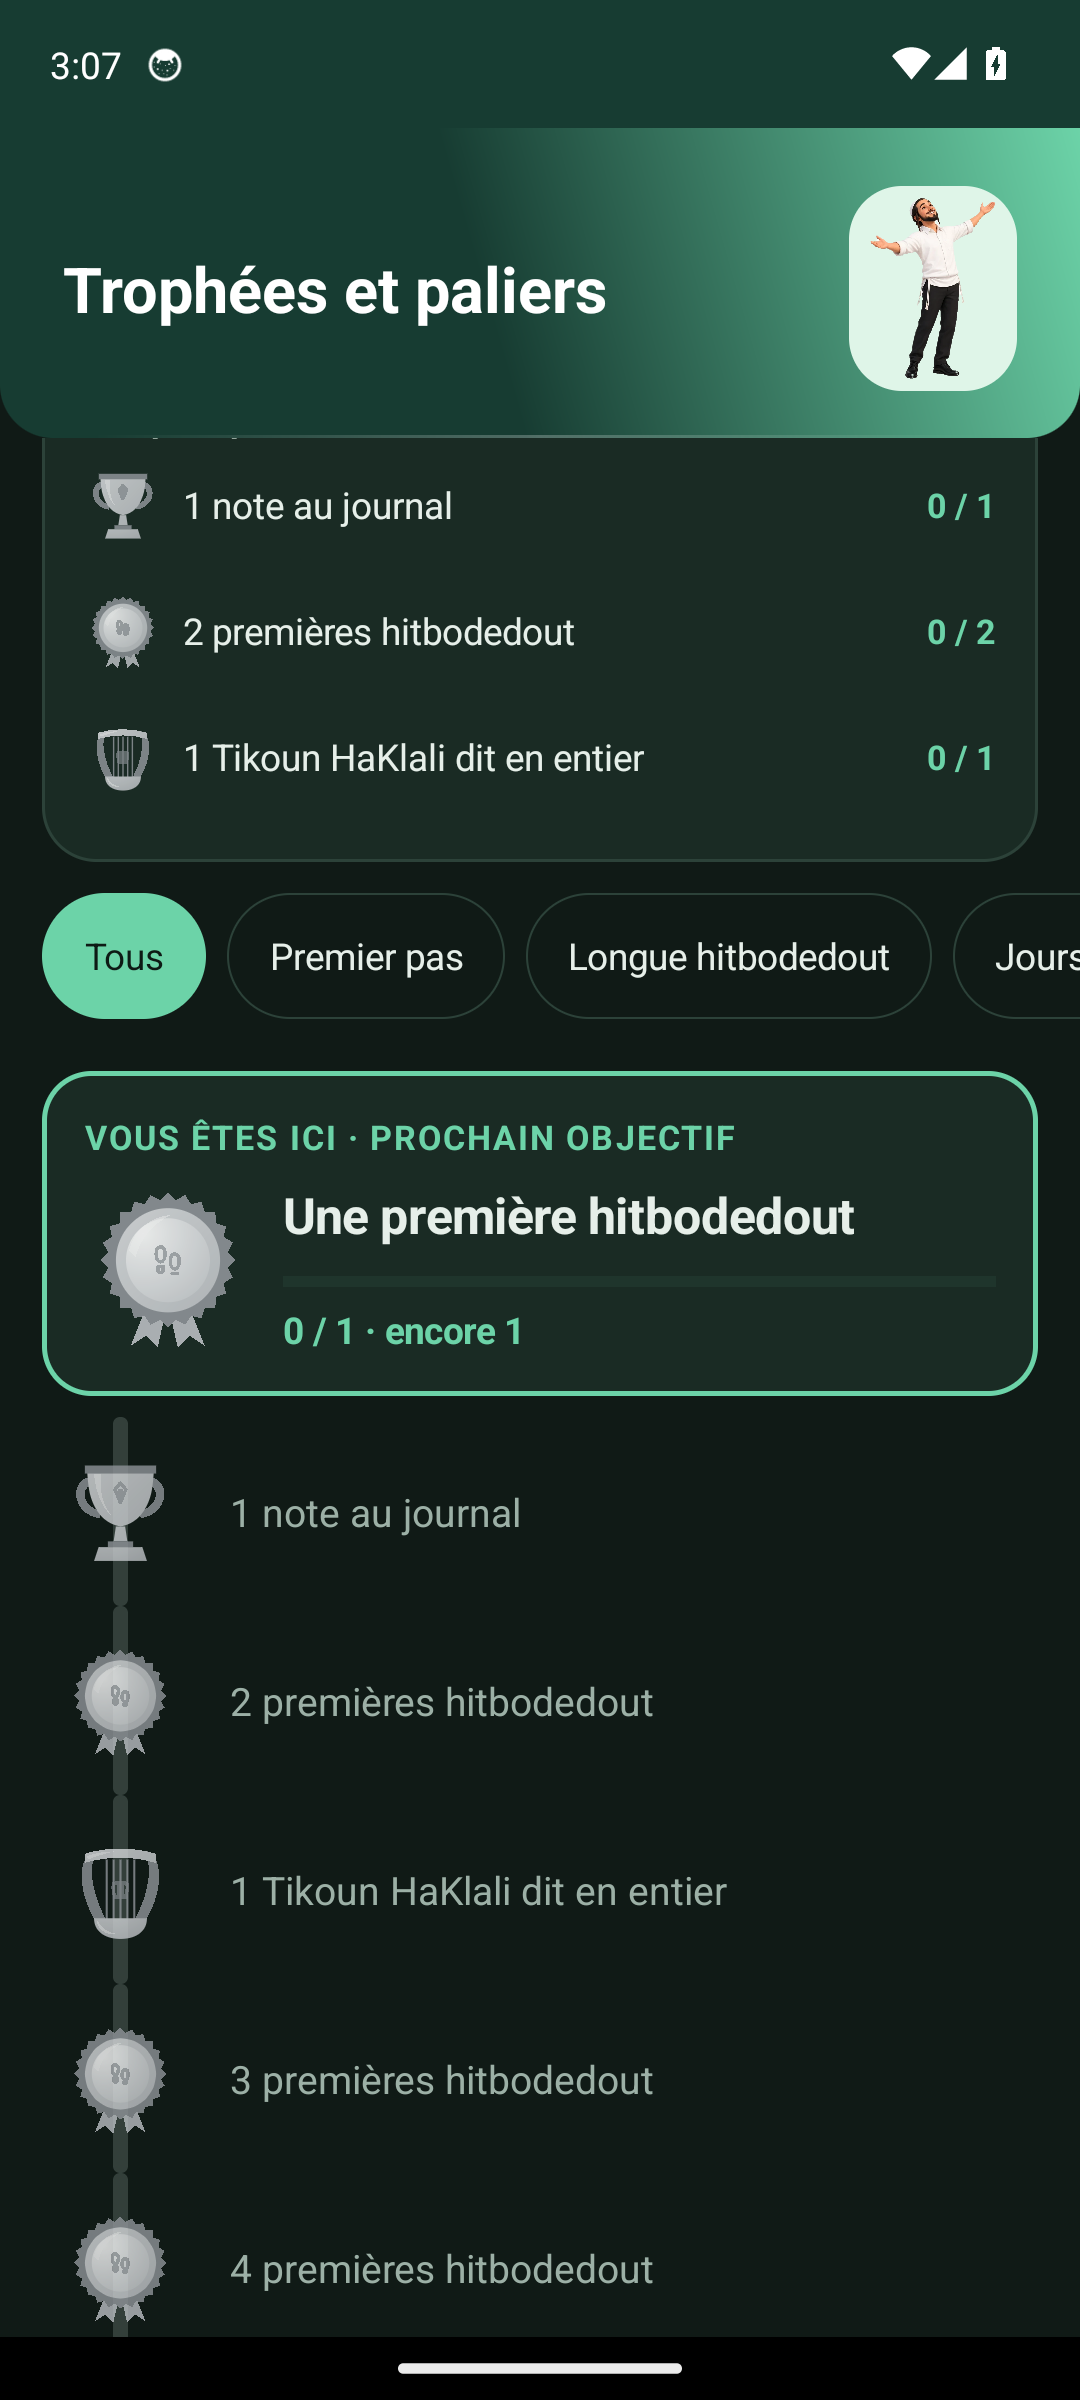 3:07
Trophées et paliers
1 note au journal
0 / 1
2 premières hitbodedout
0 / 2
1 Tikoun HaKlali dit en entier
0 / 1
Tous
Premier pas
Longue hitbodedout
Jours
VOUS ÊTES ICI · PROCHAIN OBJECTIF
Une première hitbodedout
0 / 1 · encore 1
1 note au journal
2 premières hitbodedout
1 Tikoun HaKlali dit en entier
3 premières hitbodedout
4 premières hitbodedout